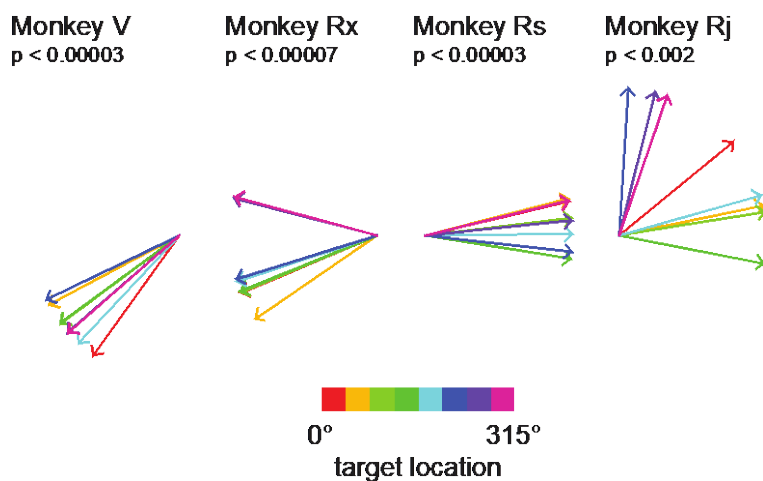 Monkey V
p < 0.00003
Monkey Rx
p < 0.00007
Monkey Rs
p < 0.00003
Monkey Rj
p < 0.002
0° 315°
target location